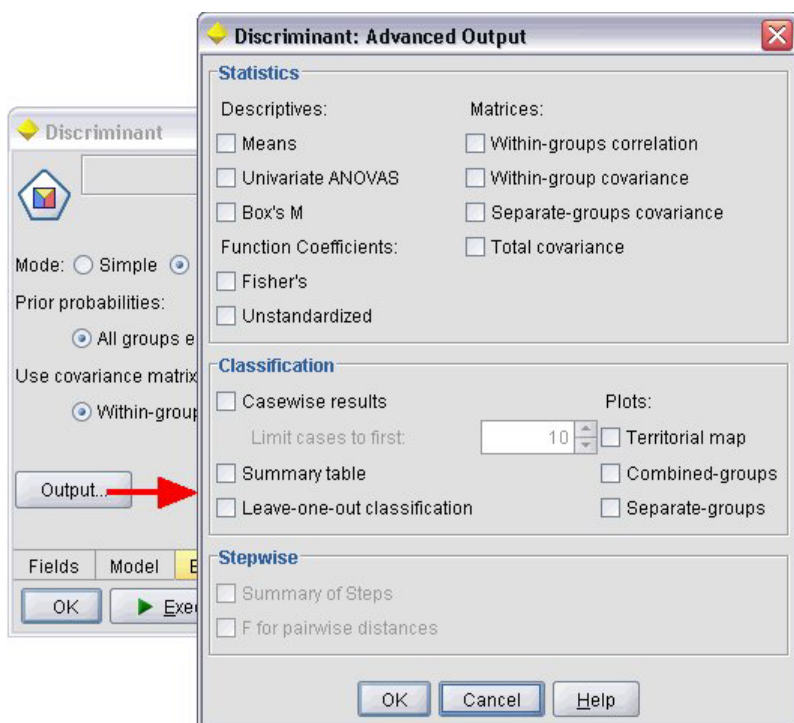 Discriminant: Advanced Output
Statistics
Descriptives:
Means
Univariate ANOVAS
Box's M
Function Coefficients:
Fisher's
Unstandardized
Matrices:
Within-groups correlation
Within-group covariance
Separate-groups covariance
Total covariance
Classification
Casewise results
Limit cases to first: 10
Summary table
Leave-one-out classification
Plots:
Territorial map
Combined-groups
Separate-groups
Stepwise
Summary of Steps
F for pairwise distances
OK Cancel Help
Discriminant
Mode: Simple
Prior probabilities:
All groups e
Use covariance matrix
Within-group
Output...
Fields Model E
OK Exe